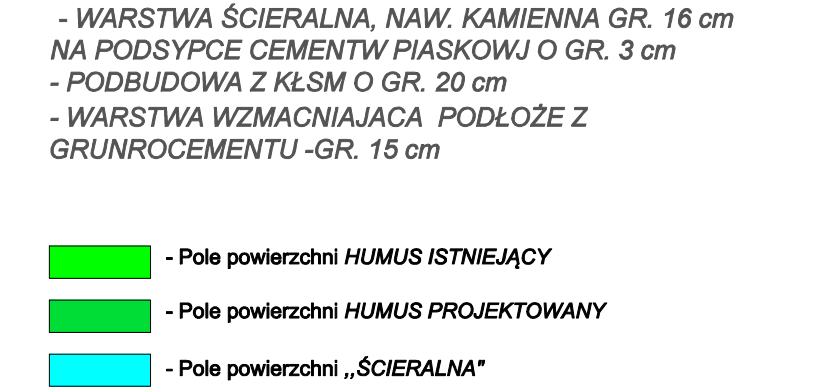 - WARSTWA ŚCIERALNA, NAW. KAMIENNA GR. 16 cm
NA PODSYPCE CEMENTW PIASKOWJ O GR. 3 cm
- PODBUDOWA Z KŁSM O GR. 20 cm
- WARSTWA WZMACNIAJACA PODŁOŻE Z
GRUNROCEMENTU -GR. 15 cm
- Pole powierzchni HUMUS ISTNIEJĄCY
- Pole powierzchni HUMUS PROJEKTOWANY
- Pole powierzchni ,,ŚCIERALNA"